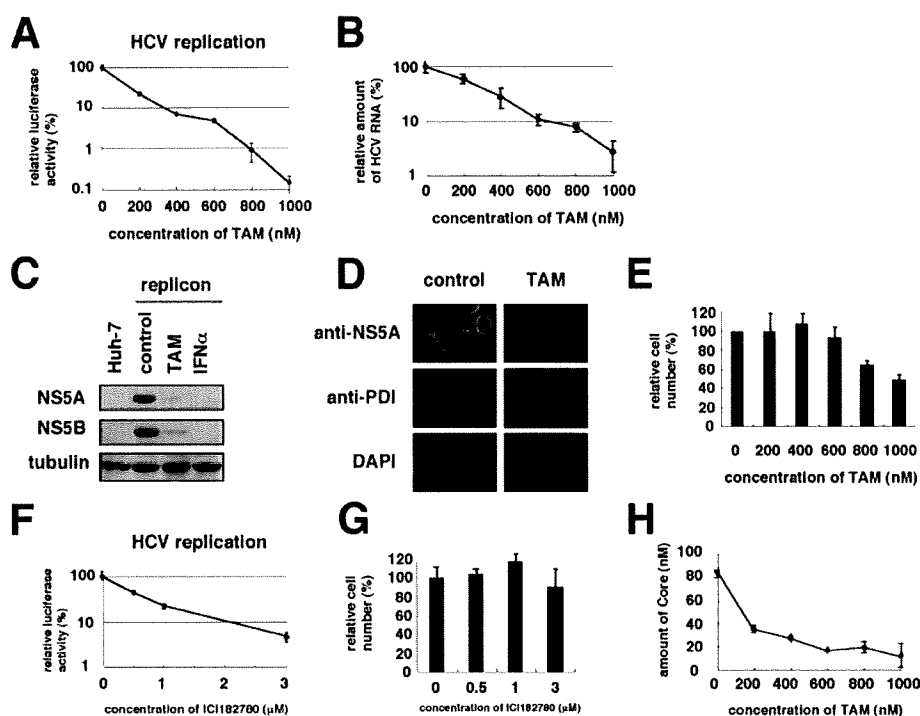 A
HCV replication
relative luciferase
activity (%)
100
10
1
0.1
0 200 400 600 800 1000
concentration of TAM (nM)
B
relative amount
of HCV RNA (%)
100
10
1
0 200 400 600 800 1000
concentration of TAM (nM)
C
replicon
Huh-7
control
TAM
IFNα
NS5A
NS5B
tubulin
D
control TAM
anti-NS5A
anti-PDI
DAPI
E
relative cell
number (%)
120
100
80
60
40
20
0
0 200 400 600 800 1000
concentration of TAM (nM)
F
HCV replication
relative luciferase
activity (%)
100
10
1
0 1 2 3
concentration of ICI182780 (μM)
G
relative cell
number (%)
120
100
80
60
40
20
0
0 0.5 1 3
concentration of ICI182780 (μM)
H
amount of Core (nM)
100
80
60
40
20
0
0 200 400 600 800 1000
concentration of TAM (nM)